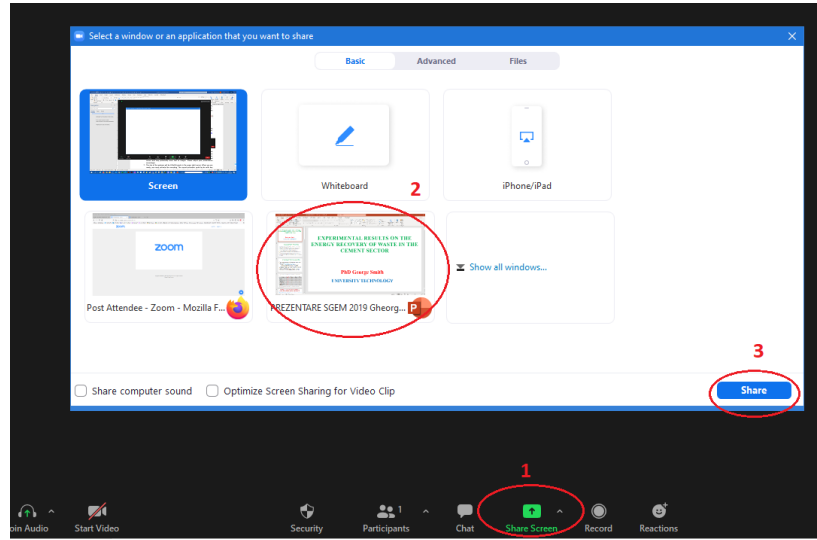 Select a window or an application that you want to share
Basic
Advanced
Files
Screen
Whiteboard
iPhone/iPad
2
zoom
EXPERIMENTAL RESULTS ON THE
ENERGY RECOVERY OF WASTE IN THE
CEMENT SECTOR
PhD George Smith
UNIVERSITY TECHNOLOGY
Show all windows...
Post Attendee - Zoom - Mozilla F...
PREZENTARE SGEM 2019 Gheorg...
P
3
Share computer sound
Optimize Screen Sharing for Video Clip
Share
1
oin Audio
Start Video
Security
Participants
1
Chat
Share Screen
Record
Reactions